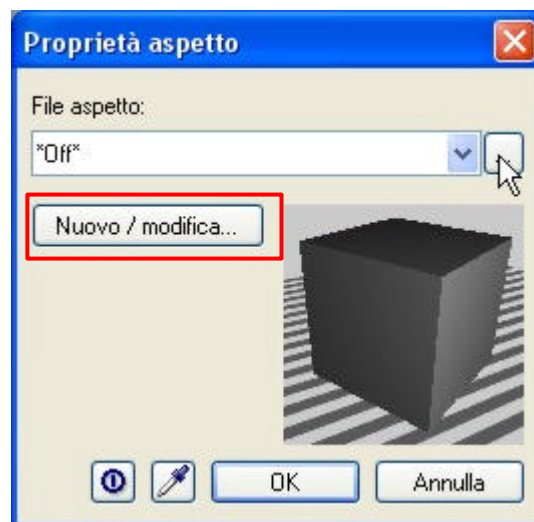 Proprietà aspetto
File aspetto:
*Off*
Nuovo / modifica...
OK
Annulla